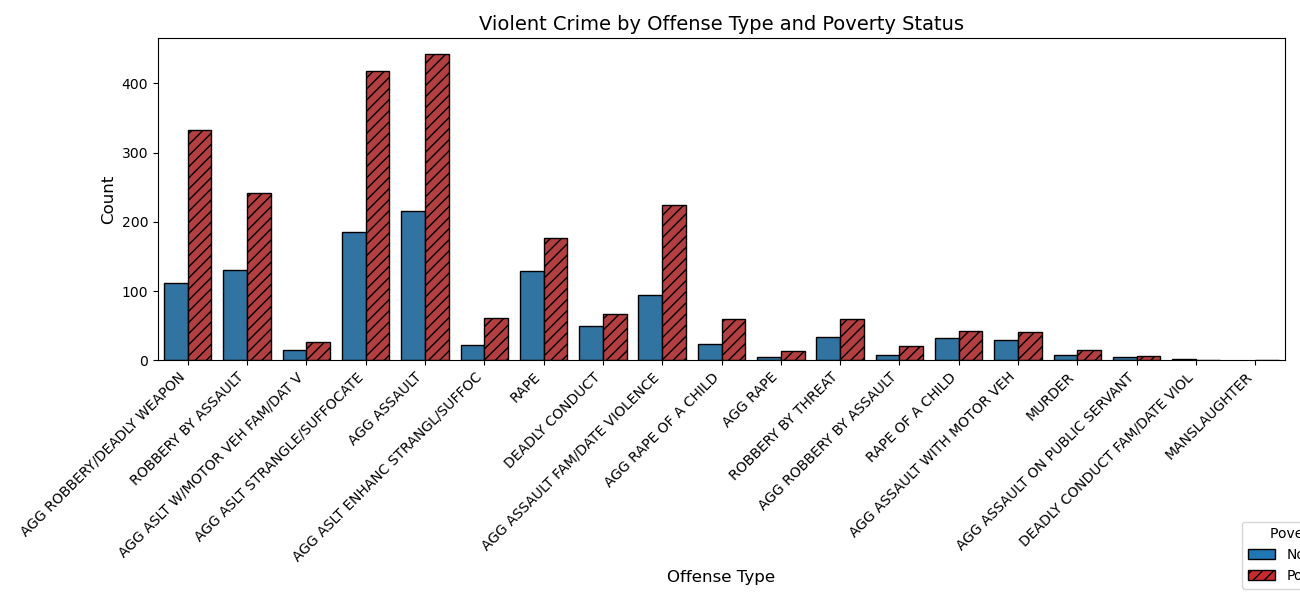 Violent Crime by Offense Type and Poverty Status
Count
400
300
200
100
0
AGG ROBBERY/DEADLY WEAPON
ROBBERY BY ASSAULT
AGG ASLT W/MOTOR VEH FAM/DAT V
AGG ASLT STRANGLE/SUFFOCATE
AGG ASSAULT
AGG ASLT ENHANC STRANGL/SUFFOC
RAPE
DEADLY CONDUCT
AGG ASSAULT FAM/DATE VIOLENCE
AGG RAPE OF A CHILD
AGG RAPE
ROBBERY BY THREAT
AGG ROBBERY BY ASSAULT
RAPE OF A CHILD
AGG ASSAULT WITH MOTOR VEH
MURDER
AGG ASSAULT ON PUBLIC SERVANT
DEADLY CONDUCT FAM/DATE VIOL
MANSLAUGHTER
Offense Type
Pove
No
Po